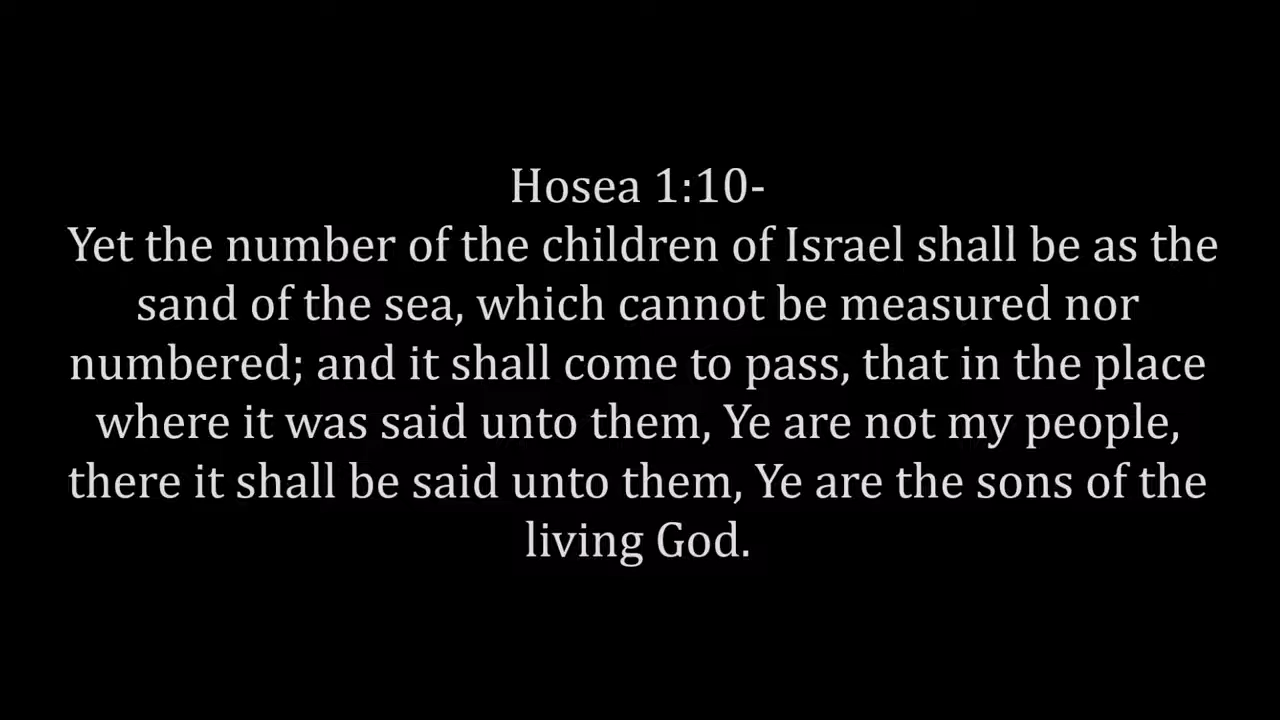 Hosea 1:10-
Yet the number of the children of Israel shall be as the
sand of the sea, which cannot be measured nor
numbered; and it shall come to pass, that in the place
where it was said unto them, Ye are not my people,
there it shall be said unto them, Ye are the sons of the
living God.